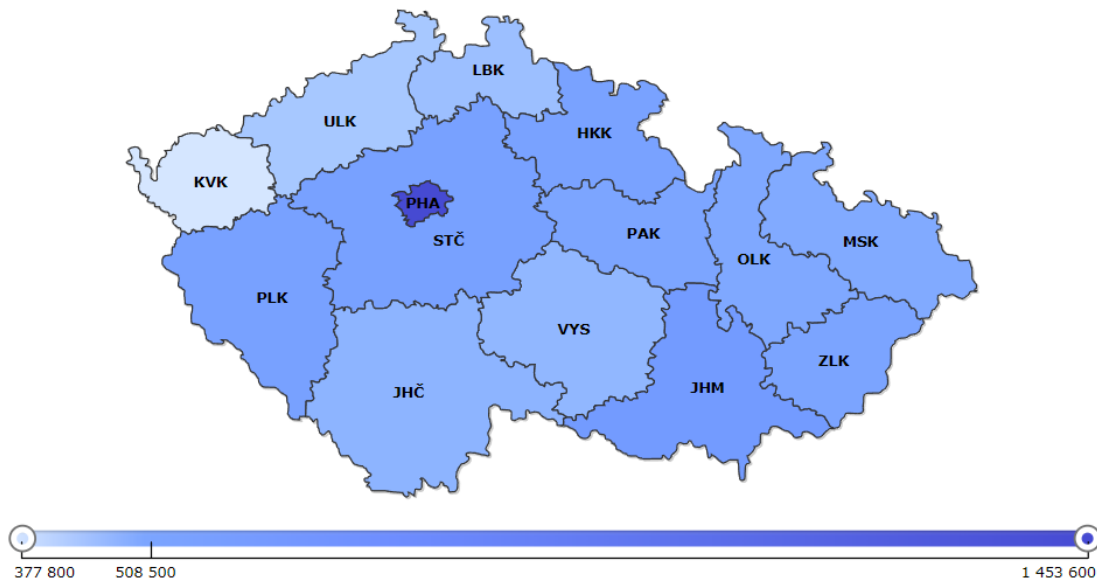 LBK
ULK
HKK
KVK
PHA
STČ
PAK
MSK
OLK
PLK
VYS
ZLK
JHČ
JHM
377 800
508 500
1 453 600